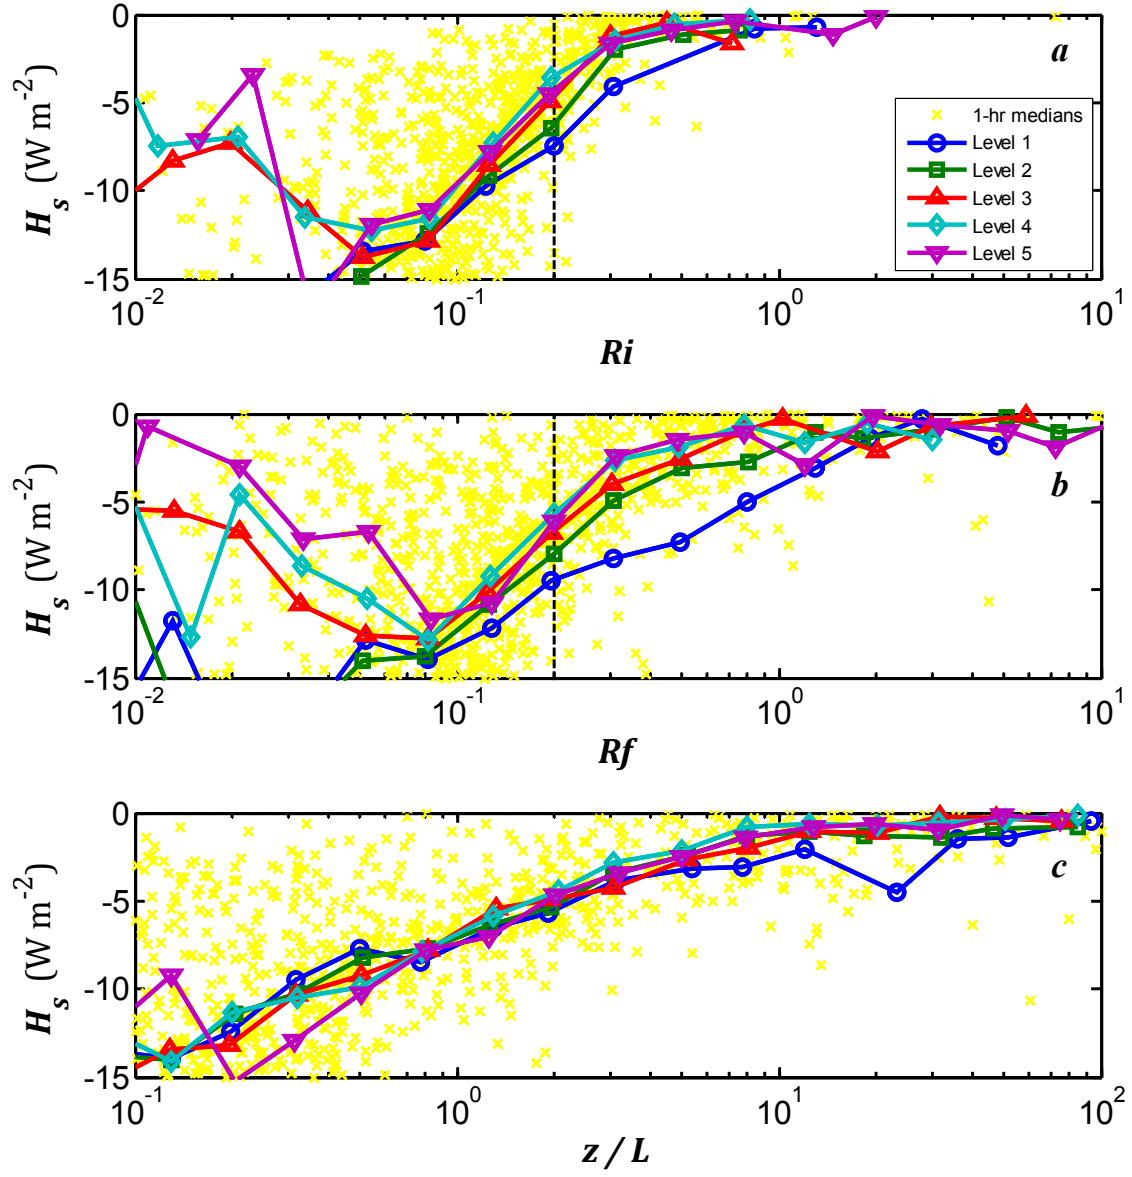 0
-5
-10
-15
H_s (W m^-2)
a
1-hr medians
Level 1
Level 2
Level 3
Level 4
Level 5
10^-2 10^-1 10^0 10^1
Ri
0
-5
-10
-15
H_s (W m^-2)
b
10^-2 10^-1 10^0 10^1
Rf
0
-5
-10
-15
H_s (W m^-2)
c
10^-1 10^0 10^1 10^2
z / L